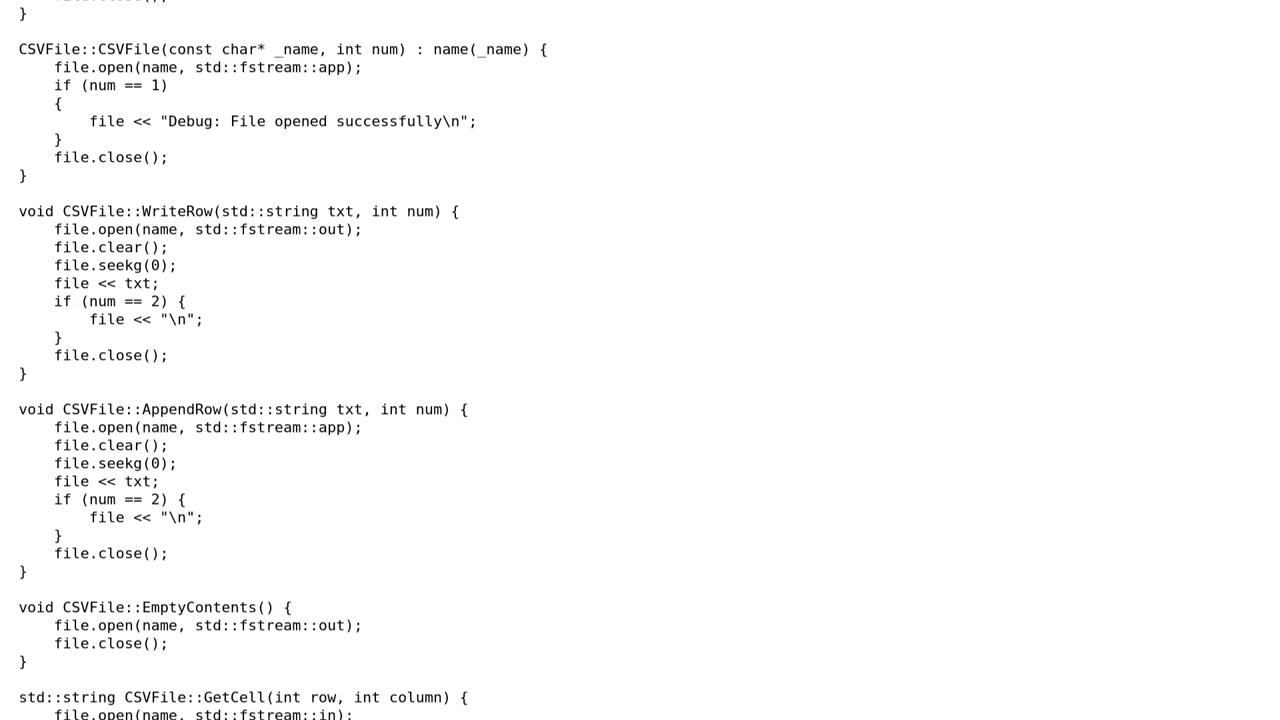 }
CSVFile::CSVFile(const char* _name, int num) : name(_name) {
    file.open(name, std::fstream::app);
    if (num == 1)
    {
        file << "Debug: File opened successfully\n";
    }
    file.close();
}
void CSVFile::WriteRow(std::string txt, int num) {
    file.open(name, std::fstream::out);
    file.clear();
    file.seekg(0);
    file << txt;
    if (num == 2) {
        file << "\n";
    }
    file.close();
}
void CSVFile::AppendRow(std::string txt, int num) {
    file.open(name, std::fstream::app);
    file.clear();
    file.seekg(0);
    file << txt;
    if (num == 2) {
        file << "\n";
    }
    file.close();
}
void CSVFile::EmptyContents() {
    file.open(name, std::fstream::out);
    file.close();
}
std::string CSVFile::GetCell(int row, int column) {
    file.open(name, std::fstream::in);